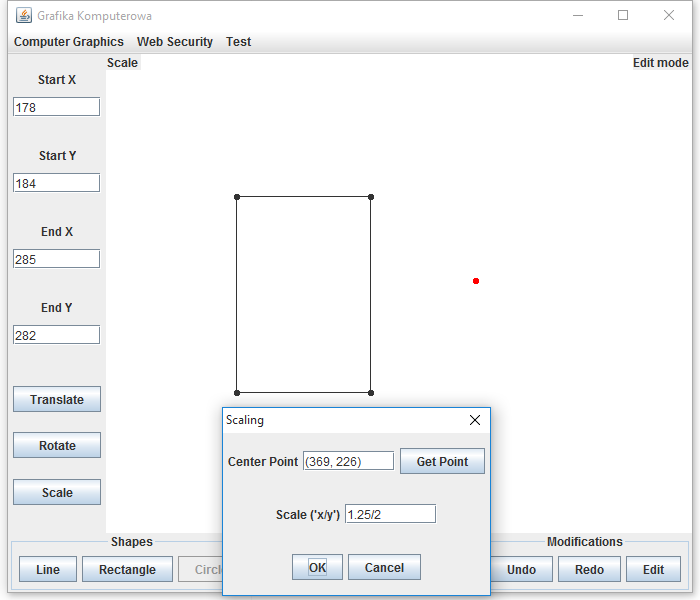 Grafika Komputerowa
Computer Graphics Web Security Test
Scale Edit mode
Start X
178
Start Y
184
End X
285
End Y
282
Translate
Rotate
Scale
Scaling
Center Point (369, 226) Get Point
Scale ('x/y') 1.25/2
OK Cancel
Shapes Modifications
Line Rectangle Circl Undo Redo Edit